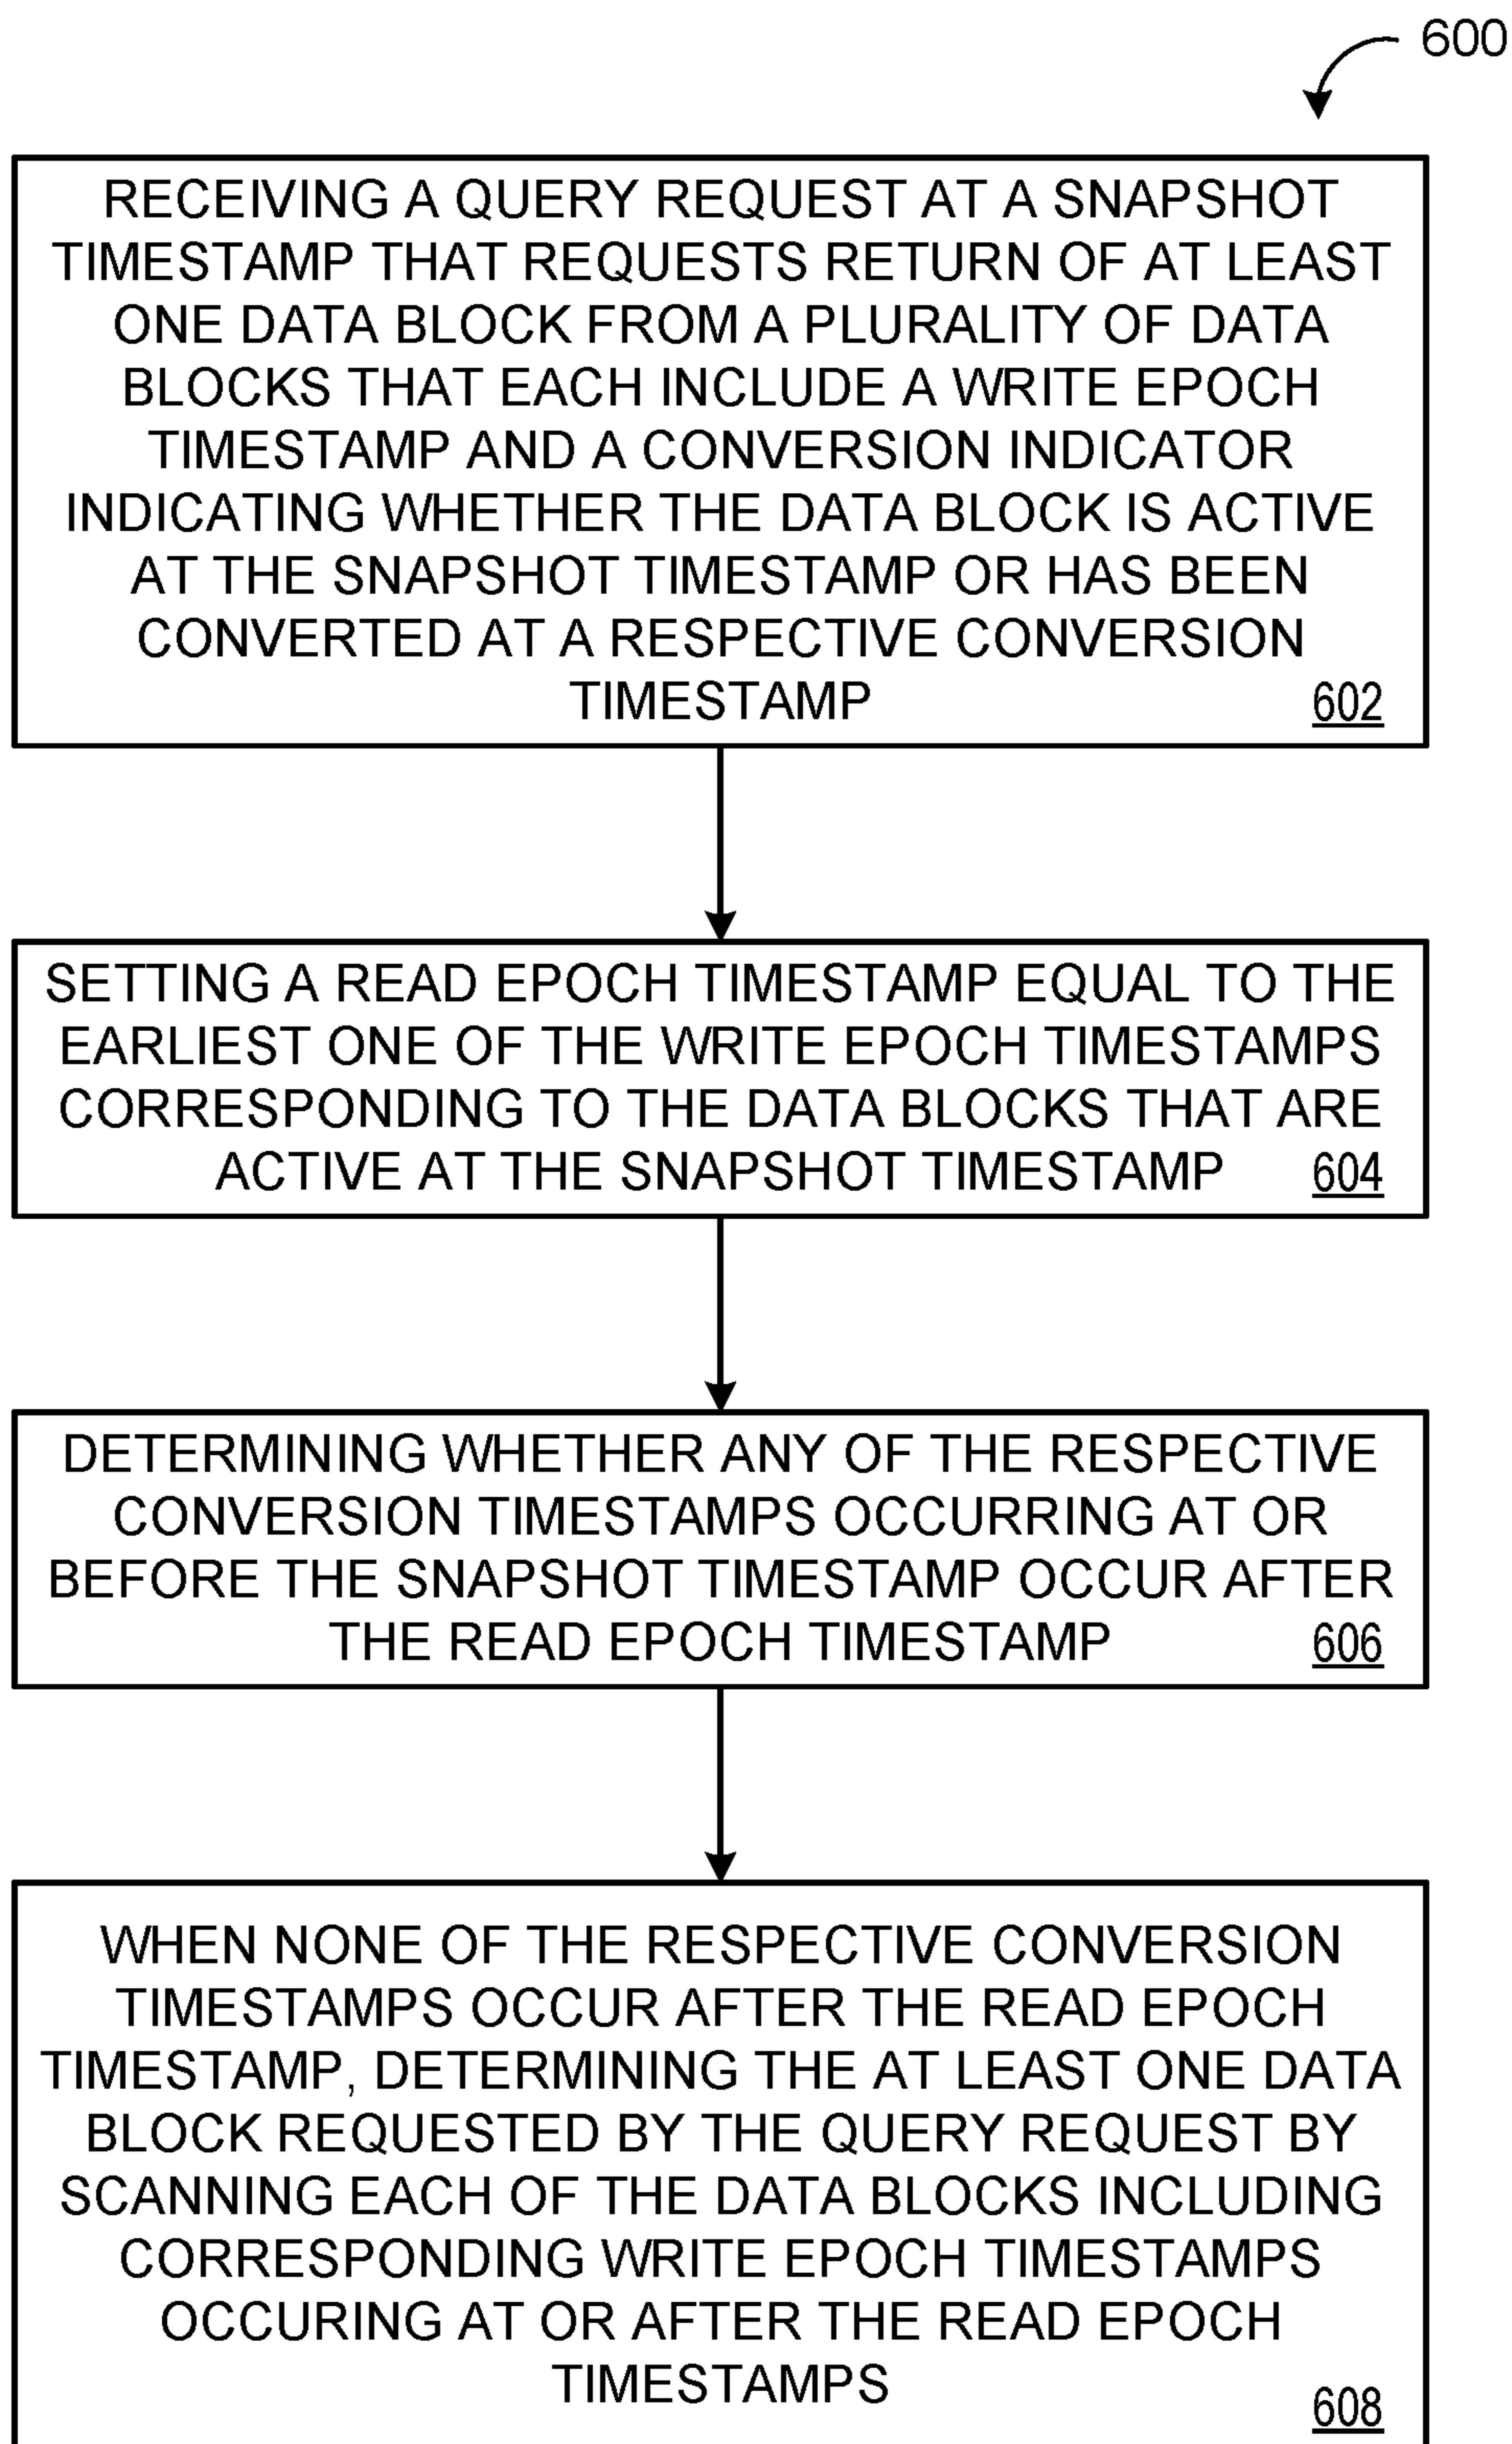 600
RECEIVING A QUERY REQUEST AT A SNAPSHOT
TIMESTAMP THAT REQUESTS RETURN OF AT LEAST
ONE DATA BLOCK FROM A PLURALITY OF DATA
BLOCKS THAT EACH INCLUDE A WRITE EPOCH
TIMESTAMP AND A CONVERSION INDICATOR
INDICATING WHETHER THE DATA BLOCK IS ACTIVE
AT THE SNAPSHOT TIMESTAMP OR HAS BEEN
CONVERTED AT A RESPECTIVE CONVERSION
TIMESTAMP 602
SETTING A READ EPOCH TIMESTAMP EQUAL TO THE
EARLIEST ONE OF THE WRITE EPOCH TIMESTAMPS
CORRESPONDING TO THE DATA BLOCKS THAT ARE
ACTIVE AT THE SNAPSHOT TIMESTAMP 604
DETERMINING WHETHER ANY OF THE RESPECTIVE
CONVERSION TIMESTAMPS OCCURRING AT OR
BEFORE THE SNAPSHOT TIMESTAMP OCCUR AFTER
THE READ EPOCH TIMESTAMP 606
WHEN NONE OF THE RESPECTIVE CONVERSION
TIMESTAMPS OCCUR AFTER THE READ EPOCH
TIMESTAMP, DETERMINING THE AT LEAST ONE DATA
BLOCK REQUESTED BY THE QUERY REQUEST BY
SCANNING EACH OF THE DATA BLOCKS INCLUDING
CORRESPONDING WRITE EPOCH TIMESTAMPS
OCCURING AT OR AFTER THE READ EPOCH
TIMESTAMPS
608